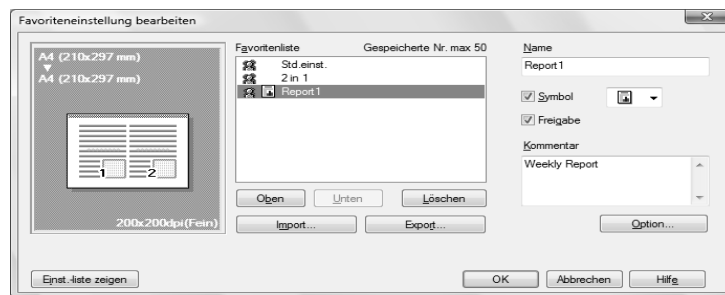 Favoriteneinstellung bearbeiten
A4 (210x297 mm)
A4 (210x297 mm)
1 2
200x200dpi(Fein)
Favoritenliste Gespeicherte Nr. max 50
Std.einst.
2 in 1
Report1
Oben Unten Löschen
Import... Export...
Name
Report1
Symbol
Freigabe
Kommentar
Weekly Report
Option...
Einst.-liste zeigen OK Abbrechen Hilfe